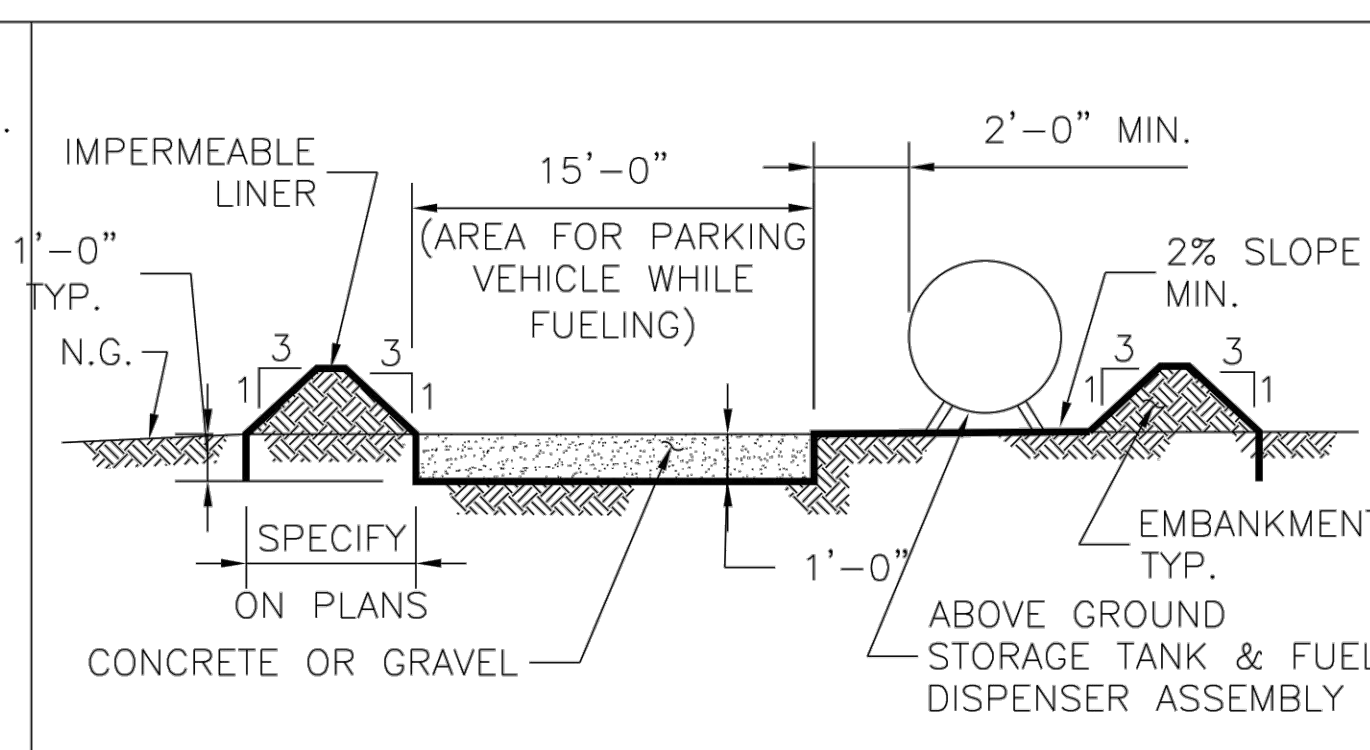 .
IMPERMEABLE
LINER
15'-0"
(AREA FOR PARKING
VEHICLE WHILE
FUELING)
2'-0" MIN.
1'-0"
TYP.
N.G.
2% SLOPE
MIN.
3
1
3
1
3
1
3
1
SPECIFY
ON PLANS
1'-0"
CONCRETE OR GRAVEL
EMBANKMENT
TYP.
ABOVE GROUND
STORAGE TANK & FUEL
DISPENSER ASSEMBLY